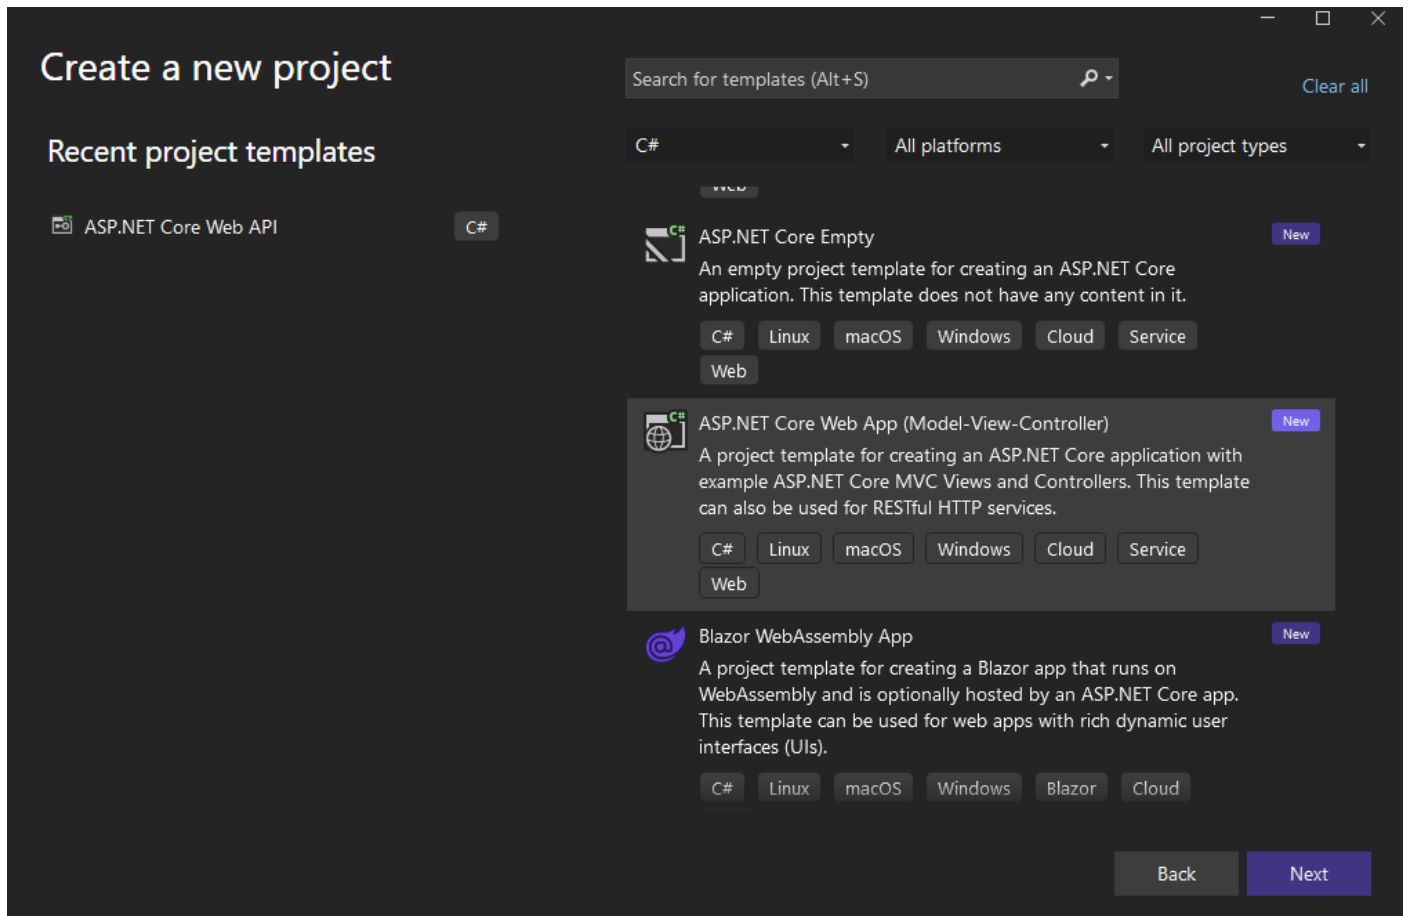 Create a new project
Search for templates (Alt+S)
Clear all
Recent project templates
C#
All platforms
All project types
ASP.NET Core Web API
C#
Web
C#
ASP.NET Core Empty
New
An empty project template for creating an ASP.NET Core
application. This template does not have any content in it.
C# Linux macOS Windows Cloud Service
Web
C#
ASP.NET Core Web App (Model-View-Controller)
New
A project template for creating an ASP.NET Core application with
example ASP.NET Core MVC Views and Controllers. This template
can also be used for RESTful HTTP services.
C# Linux macOS Windows Cloud Service
Web
Blazor WebAssembly App
New
A project template for creating a Blazor app that runs on
WebAssembly and is optionally hosted by an ASP.NET Core app.
This template can be used for web apps with rich dynamic user
interfaces (UIs).
C# Linux macOS Windows Blazor Cloud
Back
Next